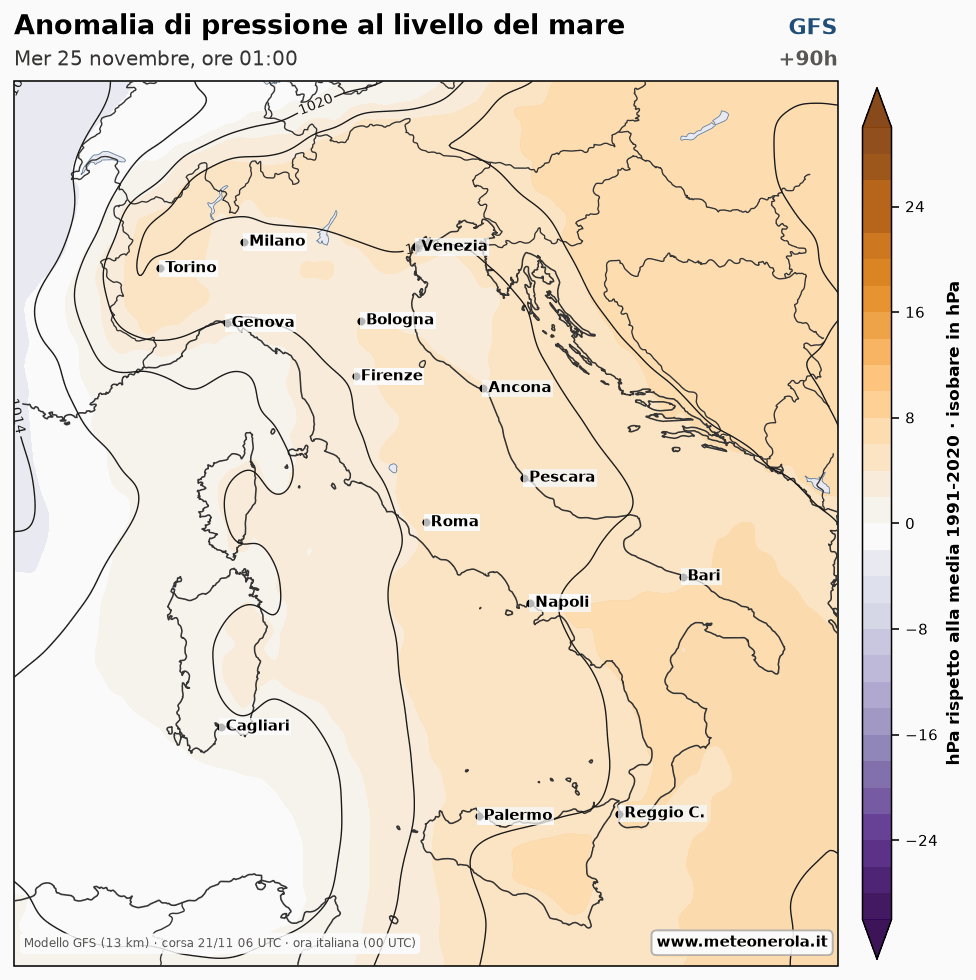 Anomalia di pressione al livello del mare
GFS
Mer 25 novembre, ore 01:00
+90h
1020
Milano
Venezia
Torino
Genova
Bologna
Firenze
Ancona
1014
Pescara
Roma
Bari
Napoli
Cagliari
Palermo
Reggio C.
24
16
8
0
−8
−16
−24
hPa rispetto alla media 1991-2020 · isobare in hPa
Modello GFS (13 km) · corsa 21/11 06 UTC · ora italiana (00 UTC)
www.meteonerola.it